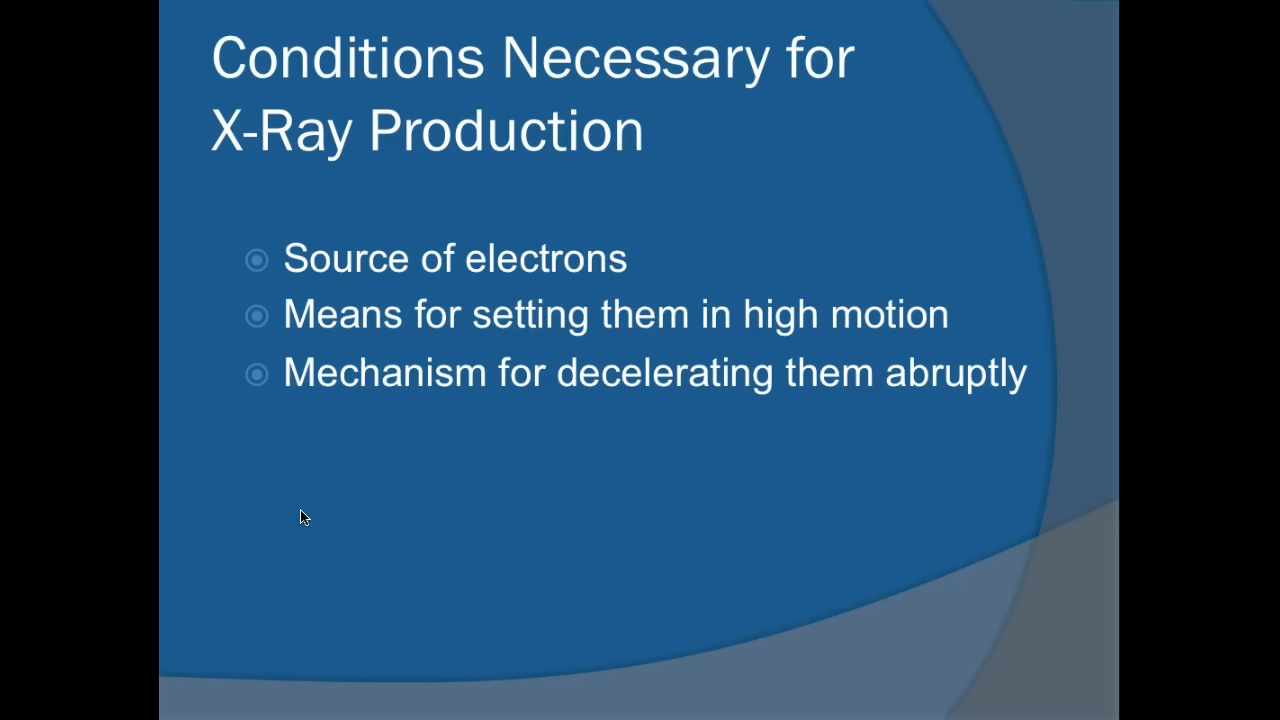 Conditions Necessary for
X-Ray Production
Source of electrons
Means for setting them in high motion
Mechanism for decelerating them abruptly